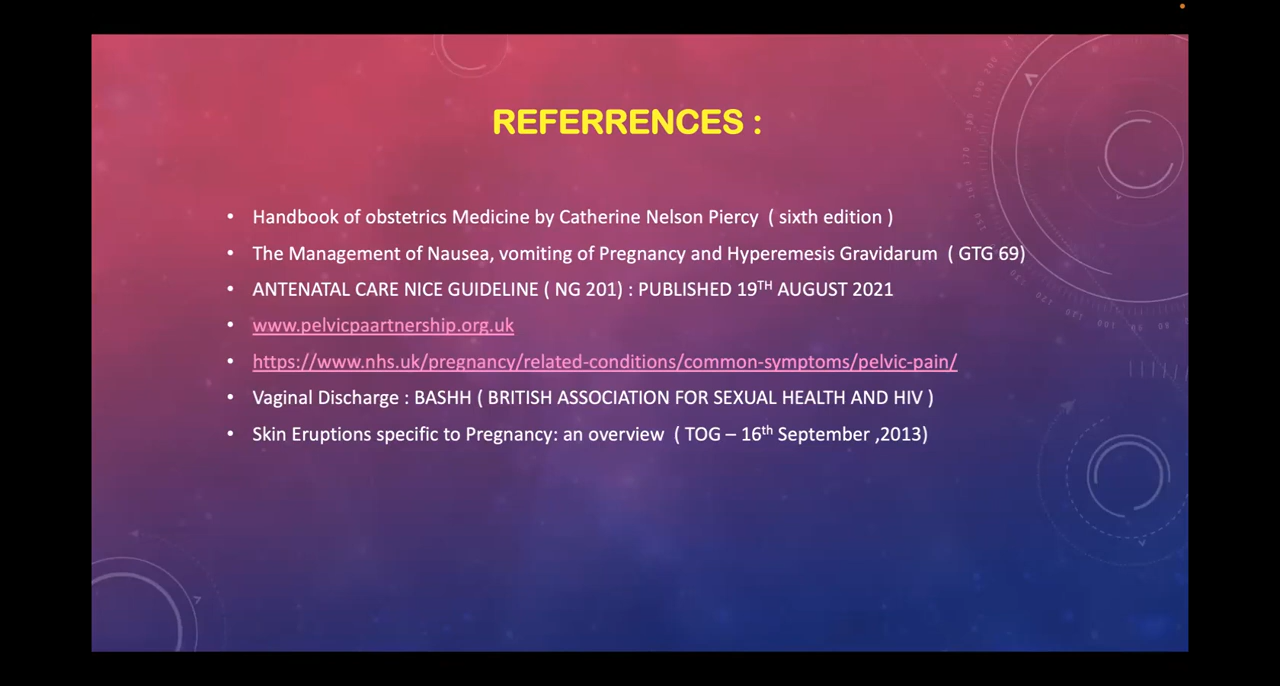 REFERRENCES :
• Handbook of obstetrics Medicine by Catherine Nelson Piercy ( sixth edition )
• The Management of Nausea, vomiting of Pregnancy and Hyperemesis Gravidarum ( GTG 69)
• ANTENATAL CARE NICE GUIDELINE ( NG 201) : PUBLISHED 19TH AUGUST 2021
• www.pelvicpaartnership.org.uk
• https://www.nhs.uk/pregnancy/related-conditions/common-symptoms/pelvic-pain/
• Vaginal Discharge : BASHH ( BRITISH ASSOCIATION FOR SEXUAL HEALTH AND HIV )
• Skin Eruptions specific to Pregnancy: an overview ( TOG – 16th September ,2013)